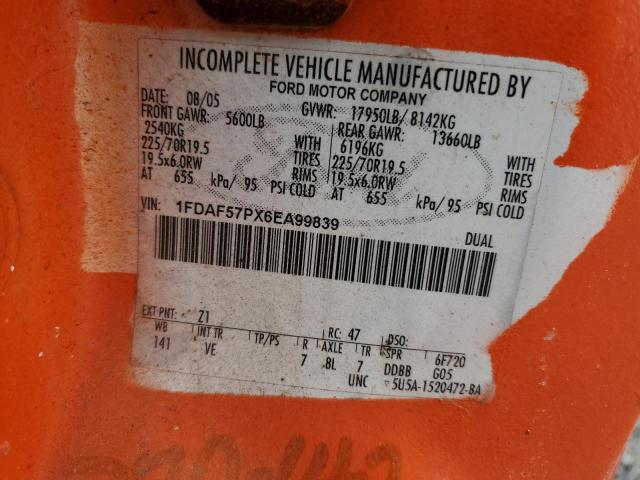 INCOMPLETE VEHICLE MANUFACTURED BY
FORD MOTOR COMPANY
DATE: 08/05 GVWR: 17950LB/ 8142KG
FRONT GAWR: 5600LB REAR GAWR: 13660LB
2540KG WITH 6196KG WITH
225/70R19.5 TIRES 225/70R19.5 TIRES
19.5x6.0RW RIMS 19.5x6.0RW RIMS
AT 655 kPa/ 95 PSI COLD AT 655 kPa/ 95 PSI COLD
VIN: 1FDAF57PX6EA99839
DUAL
EXT PNT: Z1 RC: 47 DSO:
WB INT TR TP/PS R AXLE TR SPR 6F720
141 VE 7 8L 7 DDBB G05
UNC 5U5A-1520472-BA